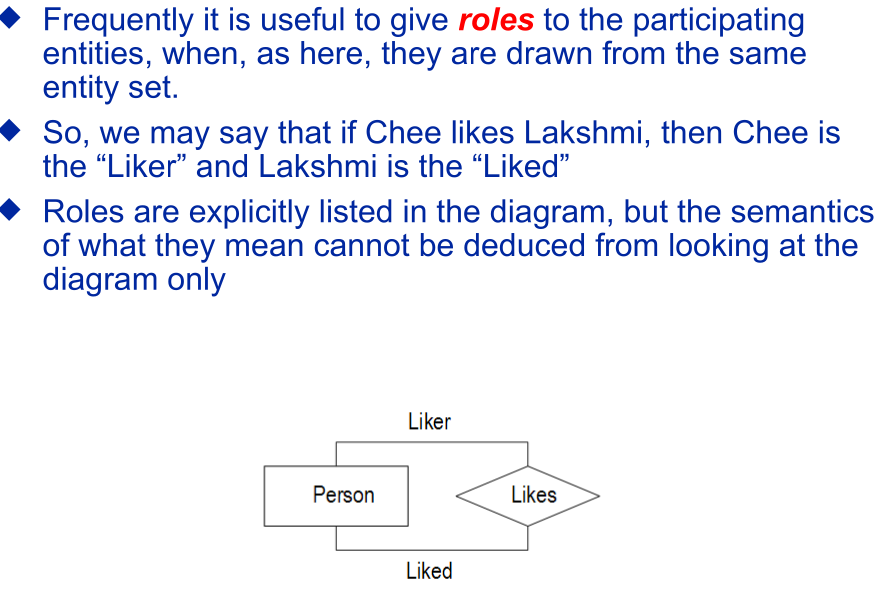 Frequently it is useful to give roles to the participating
entities, when, as here, they are drawn from the same
entity set.
So, we may say that if Chee likes Lakshmi, then Chee is
the “Liker” and Lakshmi is the “Liked”
Roles are explicitly listed in the diagram, but the semantics
of what they mean cannot be deduced from looking at the
diagram only
Liker
Person
Likes
Liked